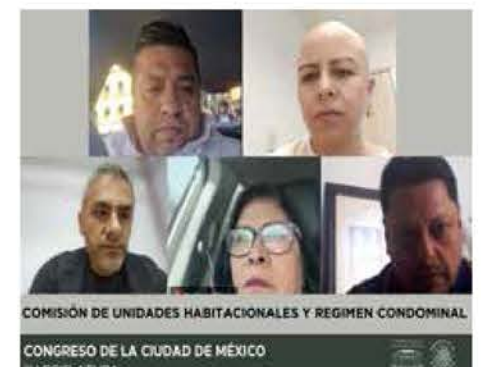 COMISIÓN DE UNIDADES HABITACIONALES Y REGIMEN CONDOMINAL
CONGRESO DE LA CIUDAD DE MÉXICO